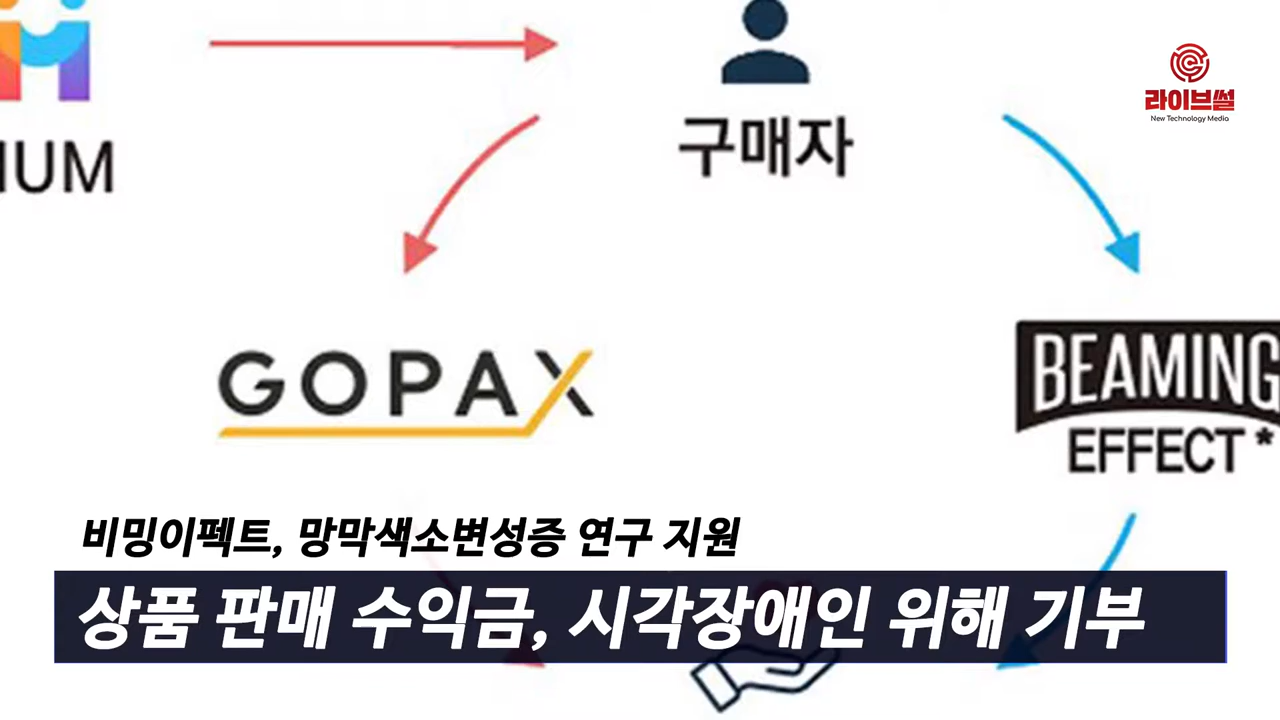 라이브썰
New Technology Media
IUM
구매자
GOPAX
BEAMING
EFFECT *
비밍이펙트, 망막색소변성증 연구 지원
상품 판매 수익금, 시각장애인 위해 기부